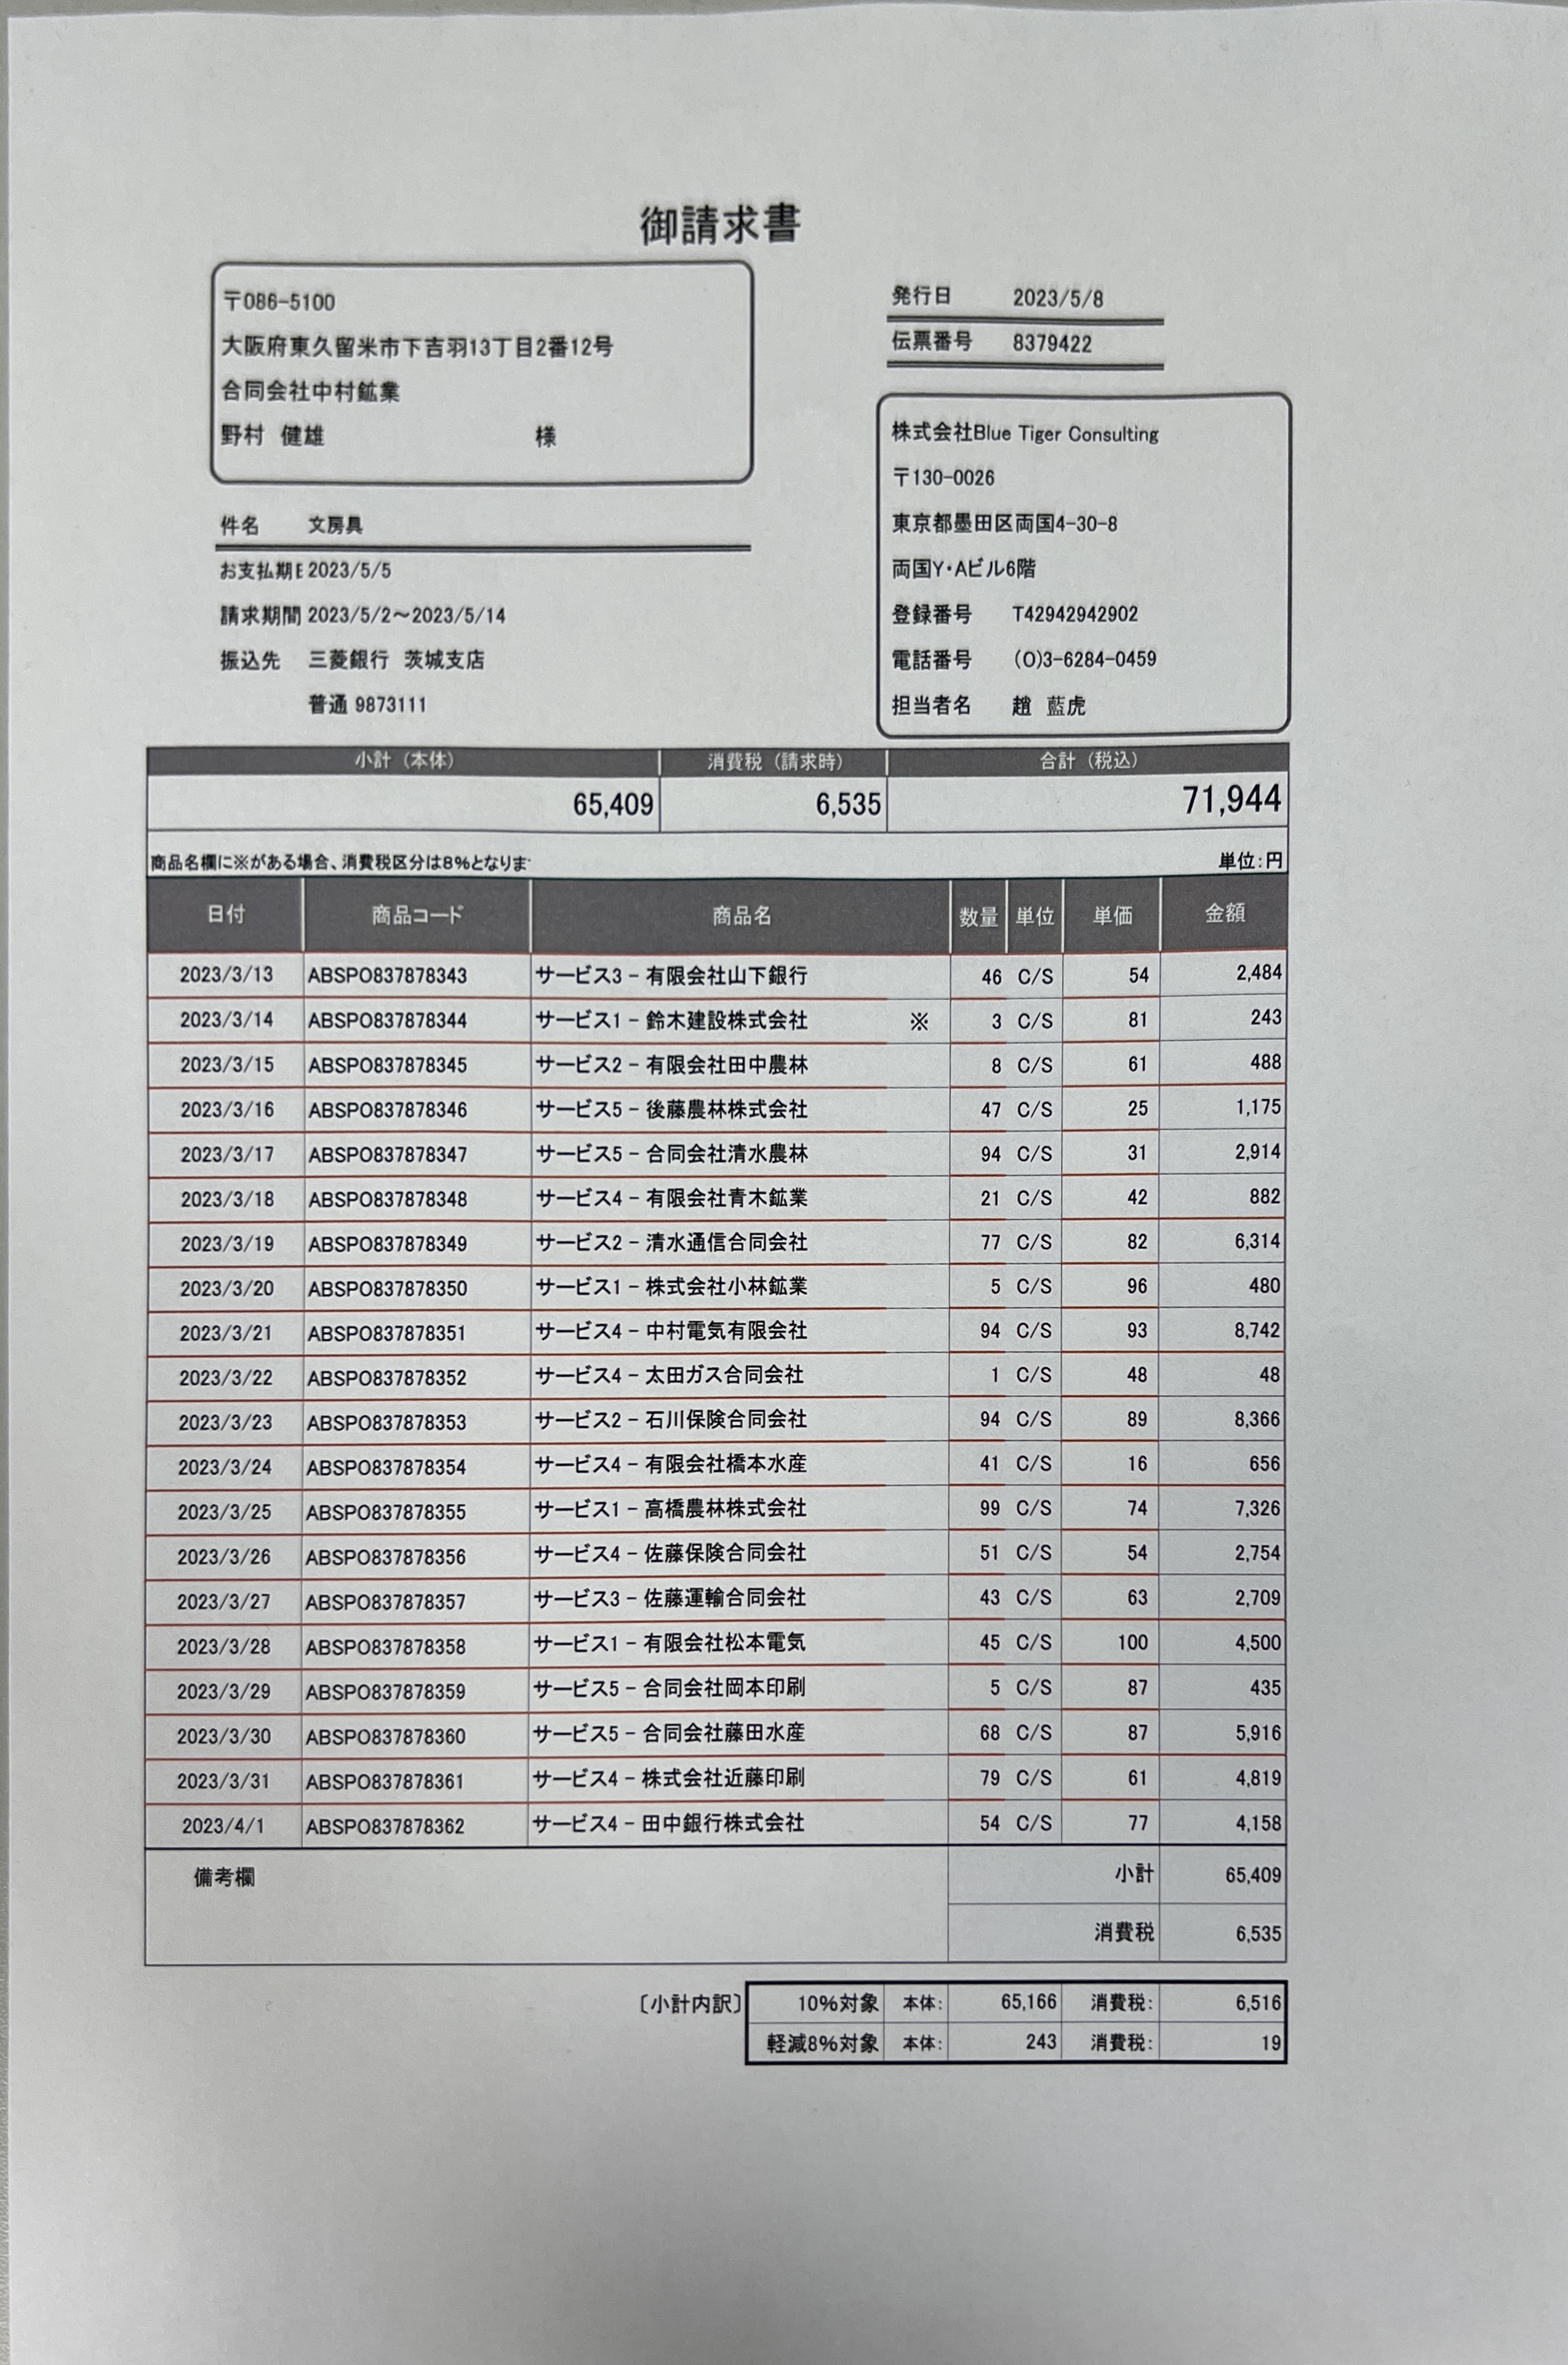 御請求書
〒086-5100
大阪府東久留米市下吉羽13丁目2番12号
合同会社中村鉱業
野村 健雄 様
発行日 2023/5/8
伝票番号 8379422
株式会社Blue Tiger Consulting
〒130-0026
東京都墨田区両国4-30-8
両国Y・Aビル6階
登録番号 T42942942902
電話番号 (0)3-6284-0459
担当者名 趙 藍虎
件名 文房具
お支払期日 2023/5/5
請求期間 2023/5/2～2023/5/14
振込先 三菱銀行 茨城支店
普通 9873111
小計（本体） 消費税（請求時） 合計（税込）
65,409 6,535 71,944
商品名欄に※がある場合、消費税区分は8%となりま 単位：円
日付 商品コード 商品名 数量 単位 単価 金額
2023/3/13 ABSPO837878343 サービス3 - 有限会社山下銀行 46 C/S 54 2,484
2023/3/14 ABSPO837878344 サービス1 - 鈴木建設株式会社 ※ 3 C/S 81 243
2023/3/15 ABSPO837878345 サービス2 - 有限会社田中農林 8 C/S 61 488
2023/3/16 ABSPO837878346 サービス5 - 後藤農林株式会社 47 C/S 25 1,175
2023/3/17 ABSPO837878347 サービス5 - 合同会社清水農林 94 C/S 31 2,914
2023/3/18 ABSPO837878348 サービス4 - 有限会社青木鉱業 21 C/S 42 882
2023/3/19 ABSPO837878349 サービス2 - 清水通信合同会社 77 C/S 82 6,314
2023/3/20 ABSPO837878350 サービス1 - 株式会社小林鉱業 5 C/S 96 480
2023/3/21 ABSPO837878351 サービス4 - 中村電気有限会社 94 C/S 93 8,742
2023/3/22 ABSPO837878352 サービス4 - 太田ガス合同会社 1 C/S 48 48
2023/3/23 ABSPO837878353 サービス2 - 石川保険合同会社 94 C/S 89 8,366
2023/3/24 ABSPO837878354 サービス4 - 有限会社橋本水産 41 C/S 16 656
2023/3/25 ABSPO837878355 サービス1 - 高橋農林株式会社 99 C/S 74 7,326
2023/3/26 ABSPO837878356 サービス4 - 佐藤保険合同会社 51 C/S 54 2,754
2023/3/27 ABSPO837878357 サービス3 - 佐藤運輸合同会社 43 C/S 63 2,709
2023/3/28 ABSPO837878358 サービス1 - 有限会社松本電気 45 C/S 100 4,500
2023/3/29 ABSPO837878359 サービス5 - 合同会社岡本印刷 5 C/S 87 435
2023/3/30 ABSPO837878360 サービス5 - 合同会社藤田水産 68 C/S 87 5,916
2023/3/31 ABSPO837878361 サービス4 - 株式会社近藤印刷 79 C/S 61 4,819
2023/4/1 ABSPO837878362 サービス4 - 田中銀行株式会社 54 C/S 77 4,158
備考欄 小計 65,409
消費税 6,535
〔小計内訳〕 10%対象 本体: 65,166 消費税: 6,516
軽減8%対象 本体: 243 消費税: 19